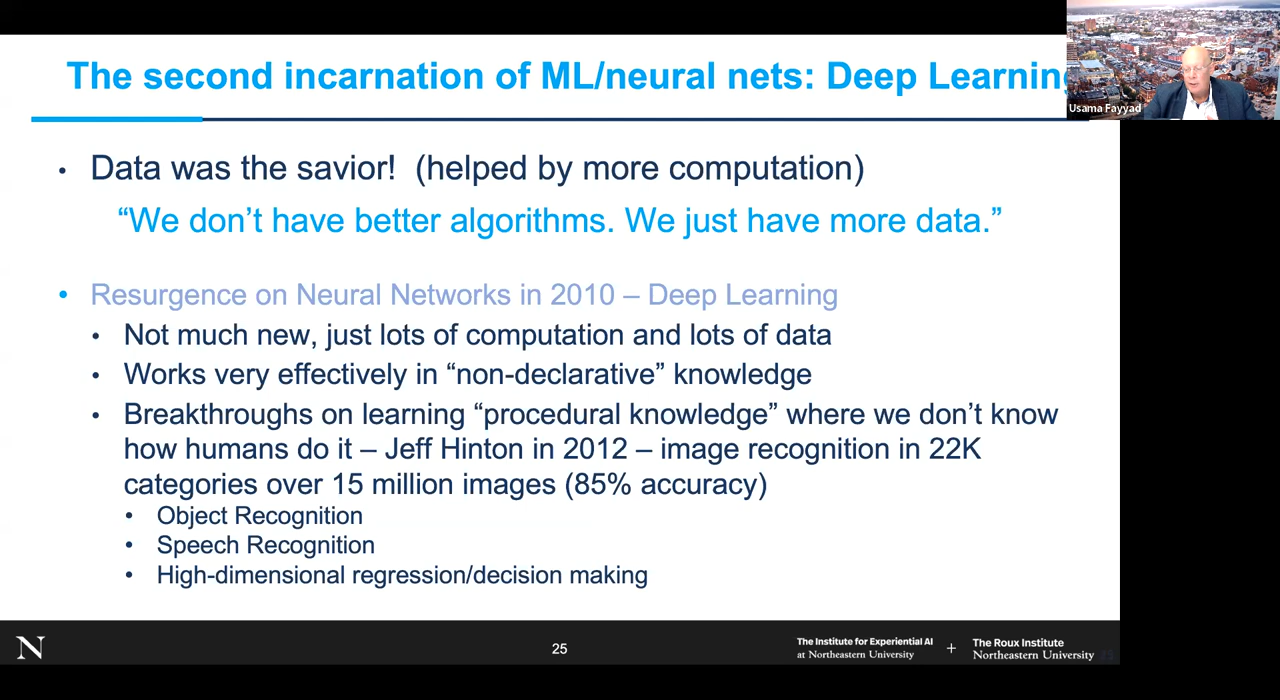 The second incarnation of ML/neural nets: Deep Learning
Usama Fayyad
• Data was the savior!  (helped by more computation)
“We don’t have better algorithms. We just have more data.”
• Resurgence on Neural Networks in 2010 – Deep Learning
• Not much new, just lots of computation and lots of data
• Works very effectively in “non-declarative” knowledge
• Breakthroughs on learning “procedural knowledge” where we don’t know
how humans do it – Jeff Hinton in 2012 – image recognition in 22K
categories over 15 million images (85% accuracy)
• Object Recognition
• Speech Recognition
• High-dimensional regression/decision making
N
25
The Institute for Experiential AI
at Northeastern University
+
The Roux Institute
Northeastern University
25